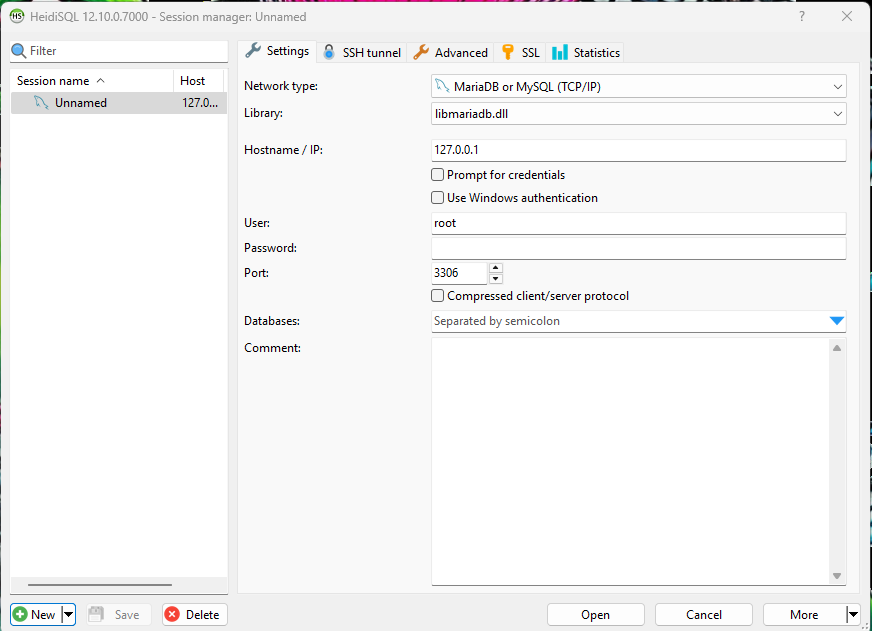 HS HeidiSQL 12.10.0.7000 - Session manager: Unnamed ?
Filter
Session name Host
Unnamed 127.0...
Settings SSH tunnel Advanced SSL Statistics
Network type: MariaDB or MySQL (TCP/IP)
Library: libmariadb.dll
Hostname / IP: 127.0.0.1
Prompt for credentials
Use Windows authentication
User: root
Password:
Port: 3306
Compressed client/server protocol
Databases: Separated by semicolon
Comment:
New Save Delete Open Cancel More